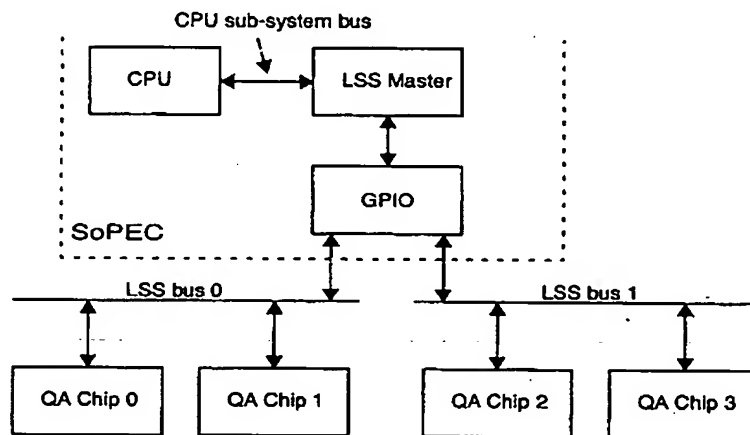 CPU sub-system bus
CPU
LSS Master
GPIO
SoPEC
LSS bus 0
LSS bus 1
QA Chip 0
QA Chip 1
QA Chip 2
QA Chip 3